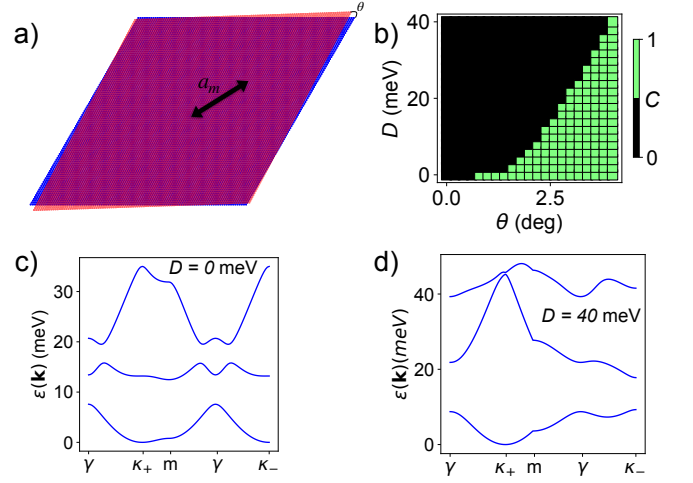 a)
θ
a_m
b)
D (meV)
40
20
0
0.0
2.5
θ (deg)
1
C
0
c)
D = 0 meV
ε(k) (meV)
30
20
10
0
γ
κ₊
m
γ
κ₋
d)
D = 40 meV
ε(k)(meV)
40
20
0
γ
κ₊
m
γ
κ₋